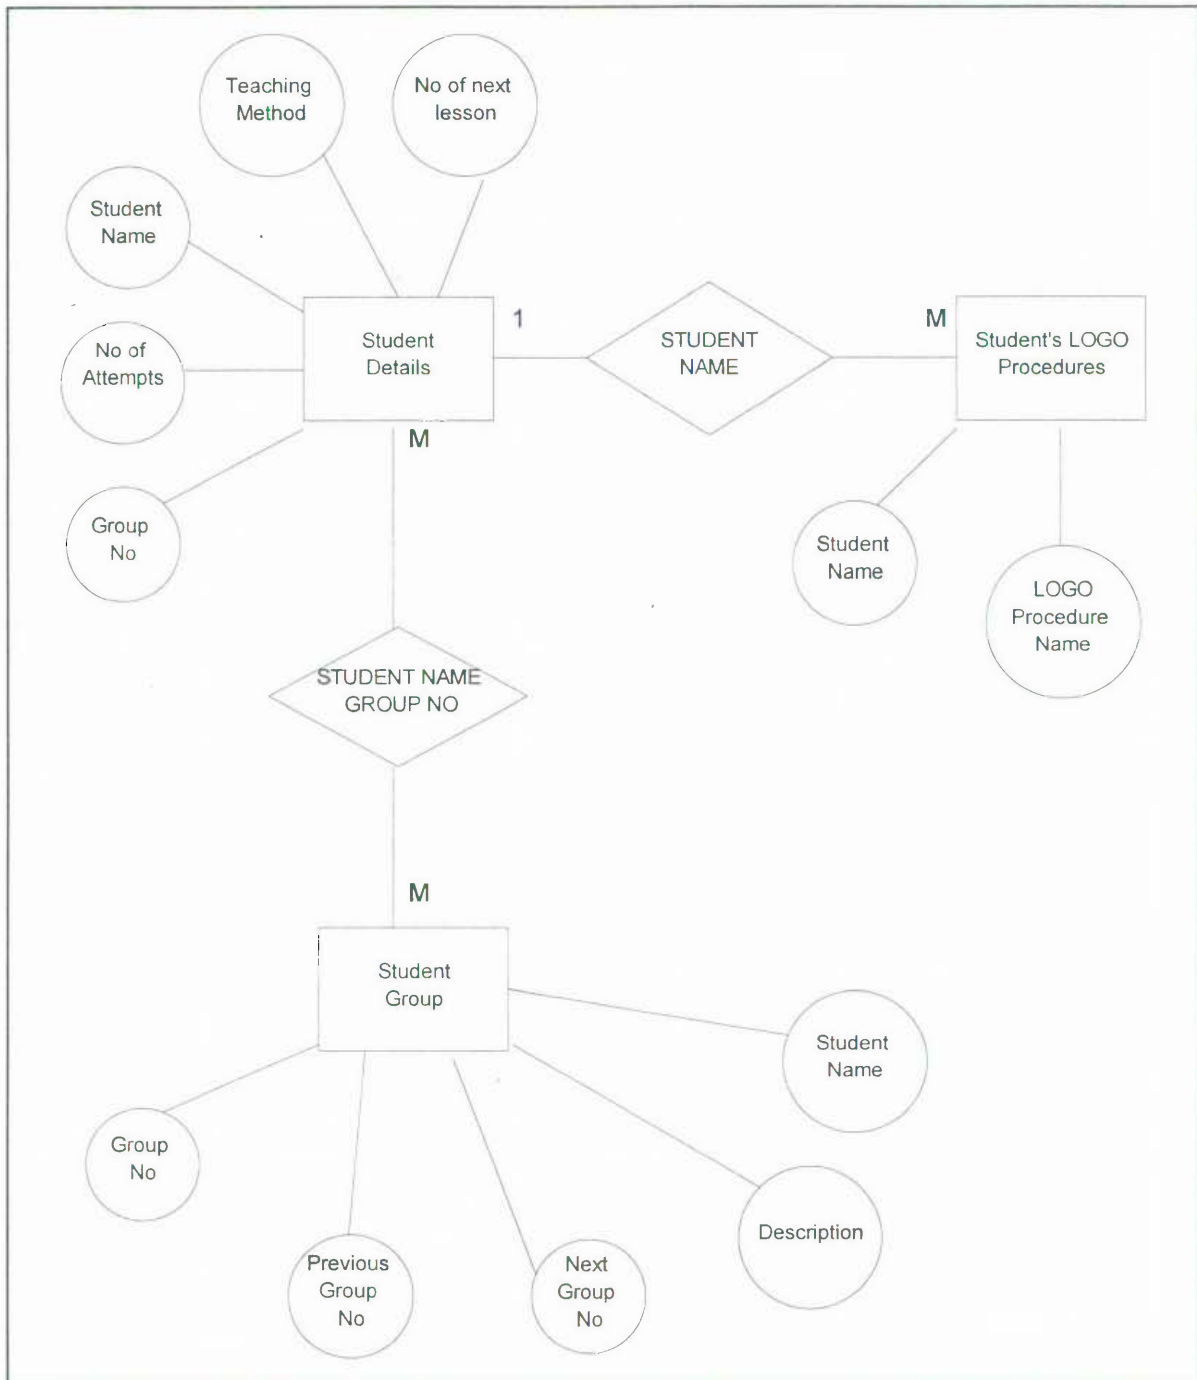 Teaching
Method
No of next
lesson
Student
Name
No of
Attempts
Group
No
Student
Details
1
M
STUDENT
NAME
M
Student's LOGO
Procedures
Student
Name
LOGO
Procedure
Name
STUDENT NAME
GROUP NO
M
Student
Group
Student
Name
Description
Group
No
Previous
Group
No
Next
Group
No